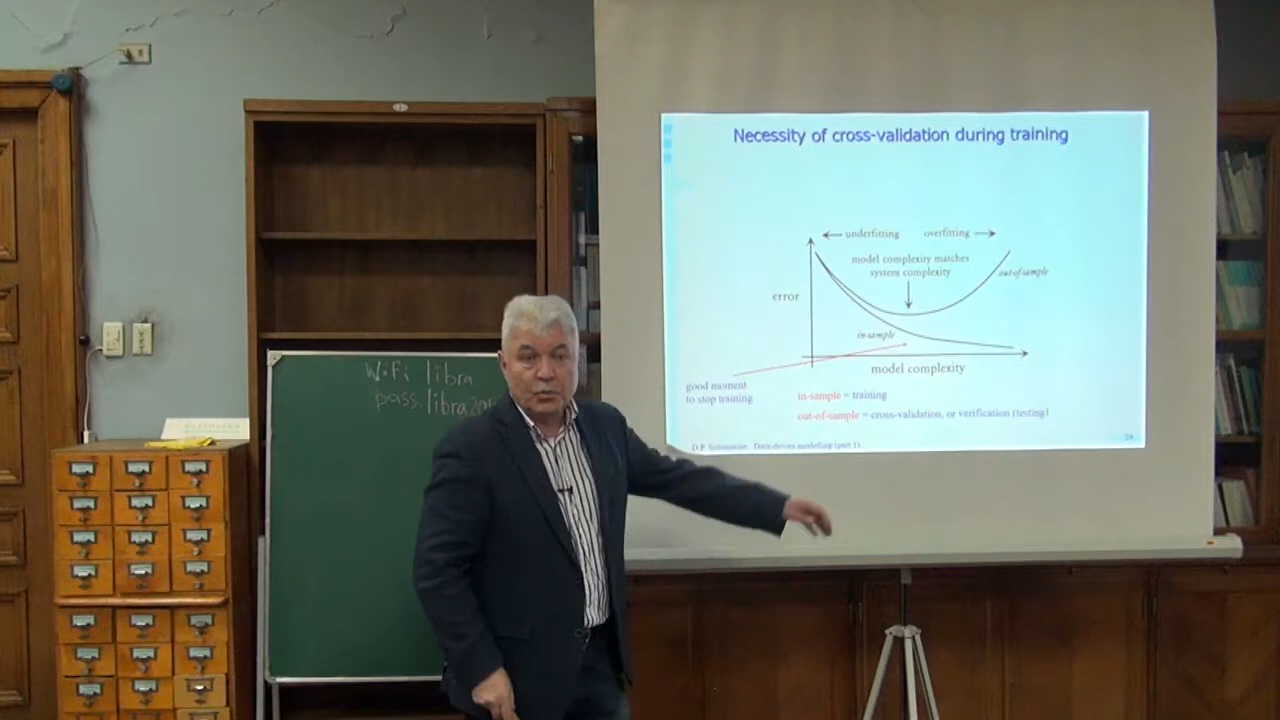 Necessity of cross-validation during training
underfitting overfitting
model complexity matches
system complexity
out-of-sample
error
in-sample
model complexity
good moment
to stop training
in-sample = training
out-of-sample = cross-validation, or verification (testing)
D.P. Solomatine. Data-driven modelling (part 1).
24
WiFi libra
pass. libra20